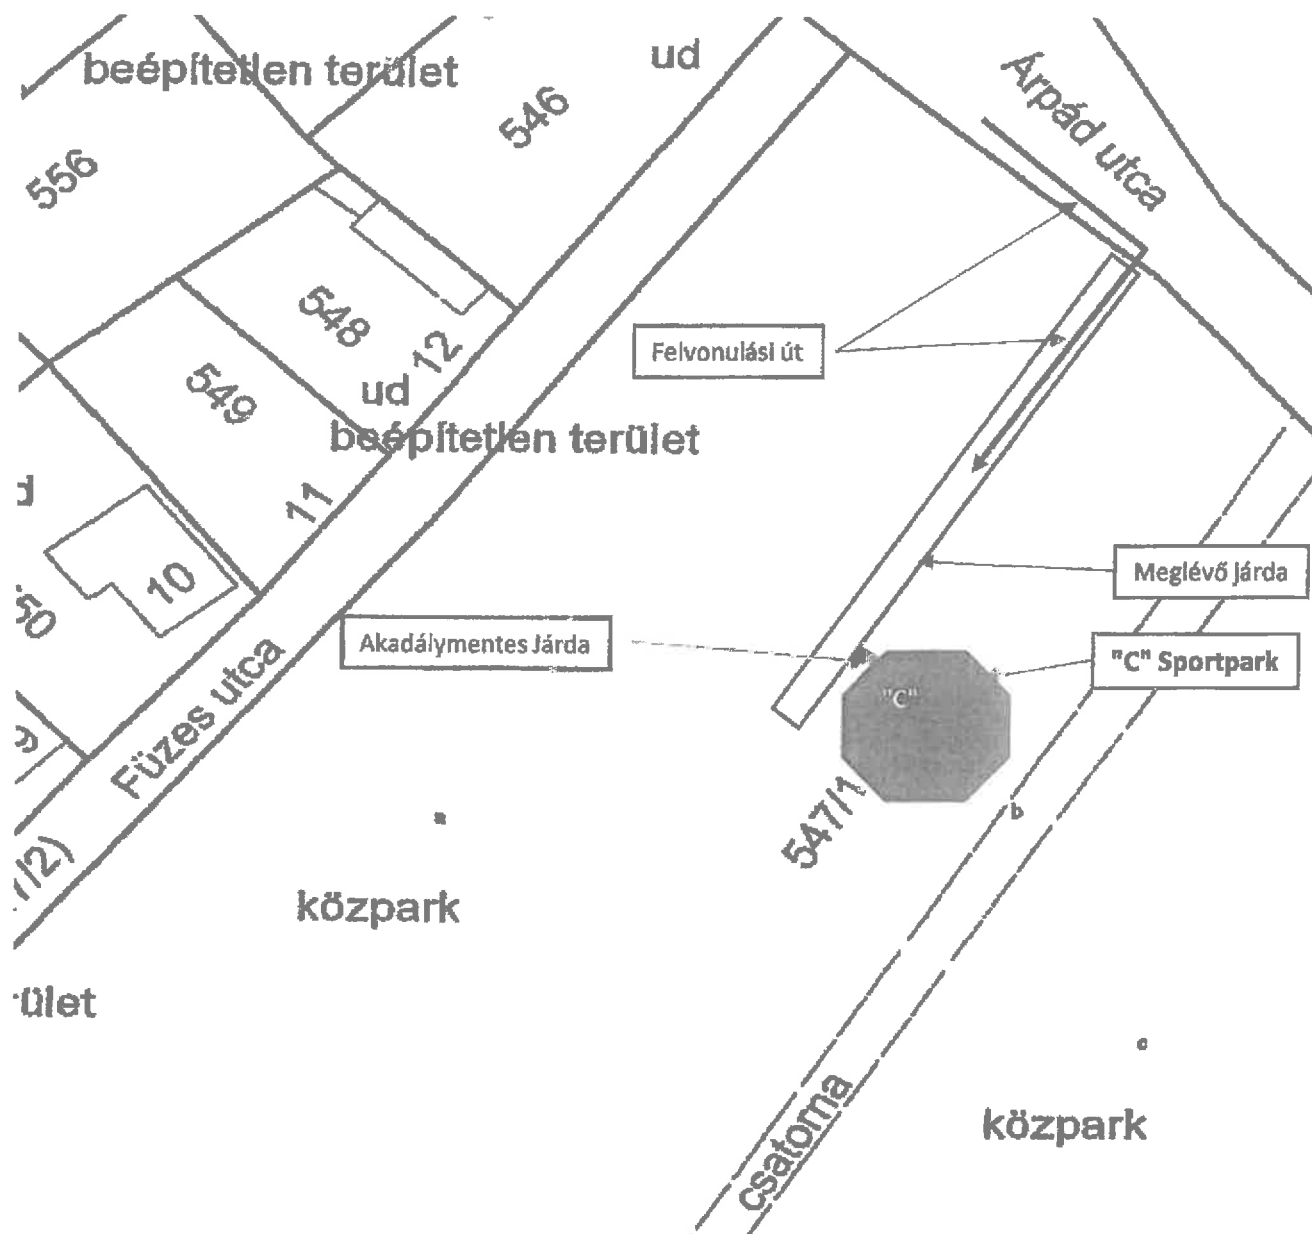 beépítetlen terület
ud
546
Árpád utca
556
548
12
Felvonulási út
549
ud
beépítetlen terület
11
10
Meglévő járda
Akadálymentes Járda
"C" Sportpark
"C"
Füzes utca
547/1
b
közpark
ület
c
közpark
csatorna